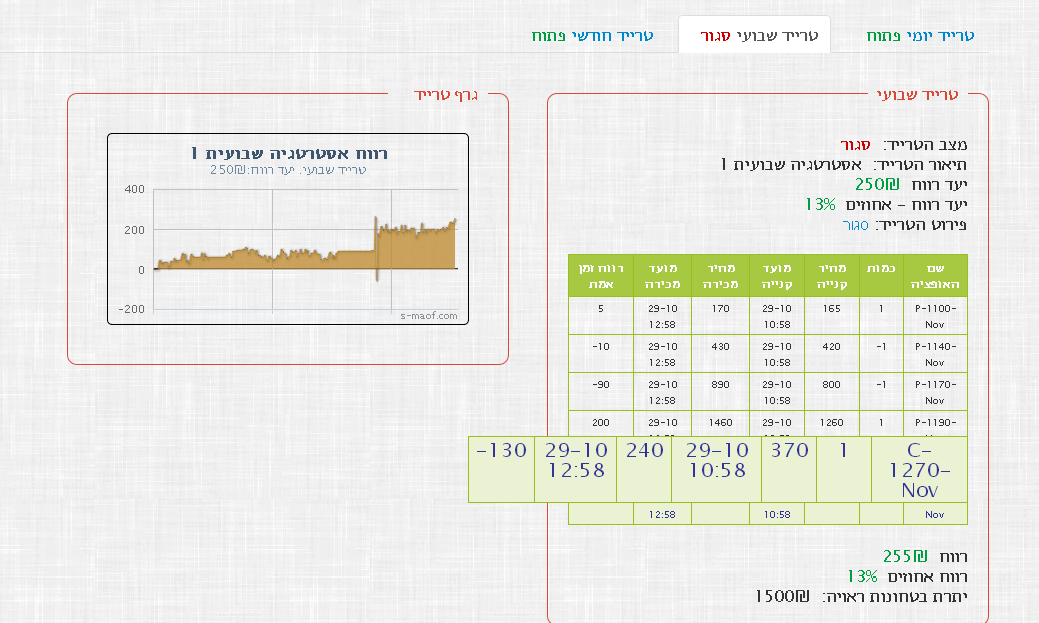 טרייד יומי פתוח
טרייד שבועי סגור
טרייד חודשי פתוח
טרייד שבועי
מצב הטרייד: סגור
תיאור הטרייד: אסטרטגיה שבועית 1
יעד רווח 250₪
יעד רווח - אחוזים 13%
פירוט הטרייד: סגור
שם האופציה כמות מחיר קנייה מועד קנייה מחיר מכירה מועד מכירה רווח זמן אמת
P-1100-Nov 1 165 29-10 10:58 170 29-10 12:58 5
P-1140-Nov -1 420 29-10 10:58 430 29-10 12:58 -10
P-1170-Nov -1 800 29-10 10:58 890 29-10 12:58 -90
P-1190- 1 1260 29-10 1460 29-10 200
C-1270-Nov 1 370 29-10 10:58 240 29-10 12:58 -130
Nov 10:58 12:58
רווח 255₪
רווח אחוזים 13%
יתרת בטחונות ראויה: 1500₪
גרף טרייד
רווח אסטרטגיה שבועית 1
טרייד שבועי. יעד רווח:250₪
400
200
0
-200
s-maof.com